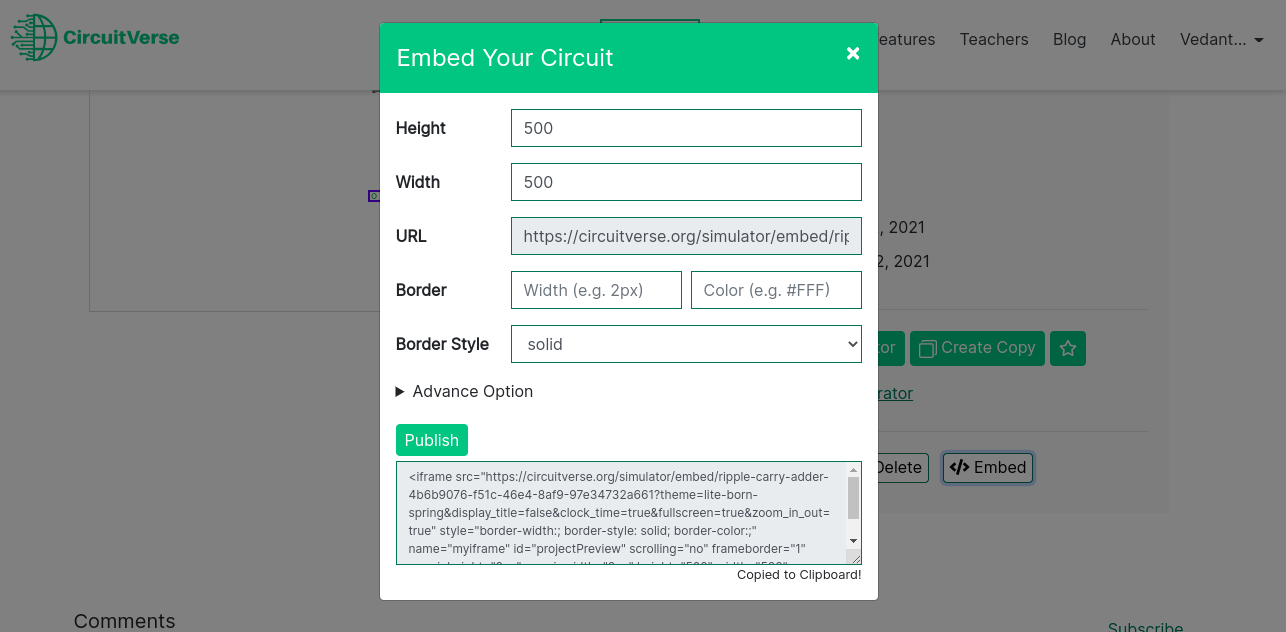 CircuitVerse
Teachers
Blog
About
Vedant...
Embed Your Circuit
×
Height
500
Width
500
URL
https://circuitverse.org/simulator/embed/rip
Border
Width (e.g. 2px)
Color (e.g. #FFF)
Border Style
solid
Advance Option
Publish
<iframe src="https://circuitverse.org/simulator/embed/ripple-carry-adder-
4b6b9076-f51c-46e4-8af9-97e34732a661?theme=lite-born-
spring&display_title=false&clock_time=true&fullscreen=true&zoom_in_out=
true" style="border-width:; border-style: solid; border-color:;"
name="myiframe" id="projectPreview" scrolling="no" frameborder="1"
Copied to Clipboard!
, 2021
2, 2021
Create Copy
Delete
</> Embed
Comments
Subscribe